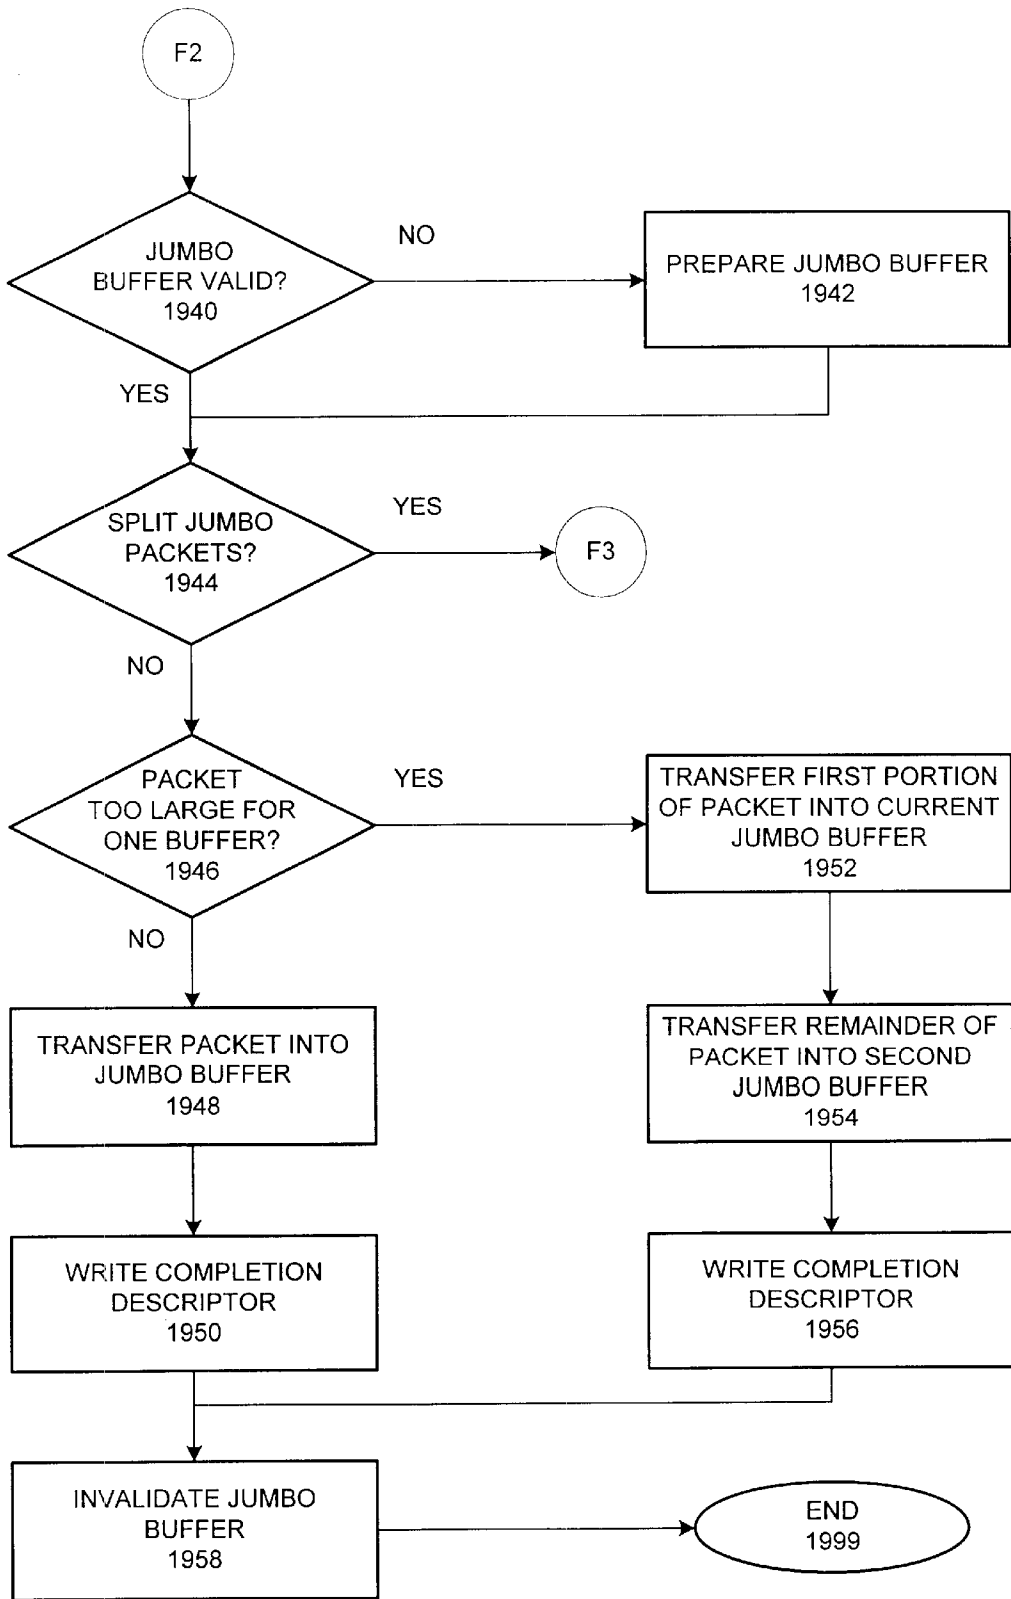 F2
JUMBO
BUFFER VALID?
1940
NO
PREPARE JUMBO BUFFER
1942
YES
SPLIT JUMBO
PACKETS?
1944
YES
F3
NO
PACKET
TOO LARGE FOR
ONE BUFFER?
1946
YES
TRANSFER FIRST PORTION
OF PACKET INTO CURRENT
JUMBO BUFFER
1952
NO
TRANSFER PACKET INTO
JUMBO BUFFER
1948
TRANSFER REMAINDER OF
PACKET INTO SECOND
JUMBO BUFFER
1954
WRITE COMPLETION
DESCRIPTOR
1950
WRITE COMPLETION
DESCRIPTOR
1956
INVALIDATE JUMBO
BUFFER
1958
END
1999